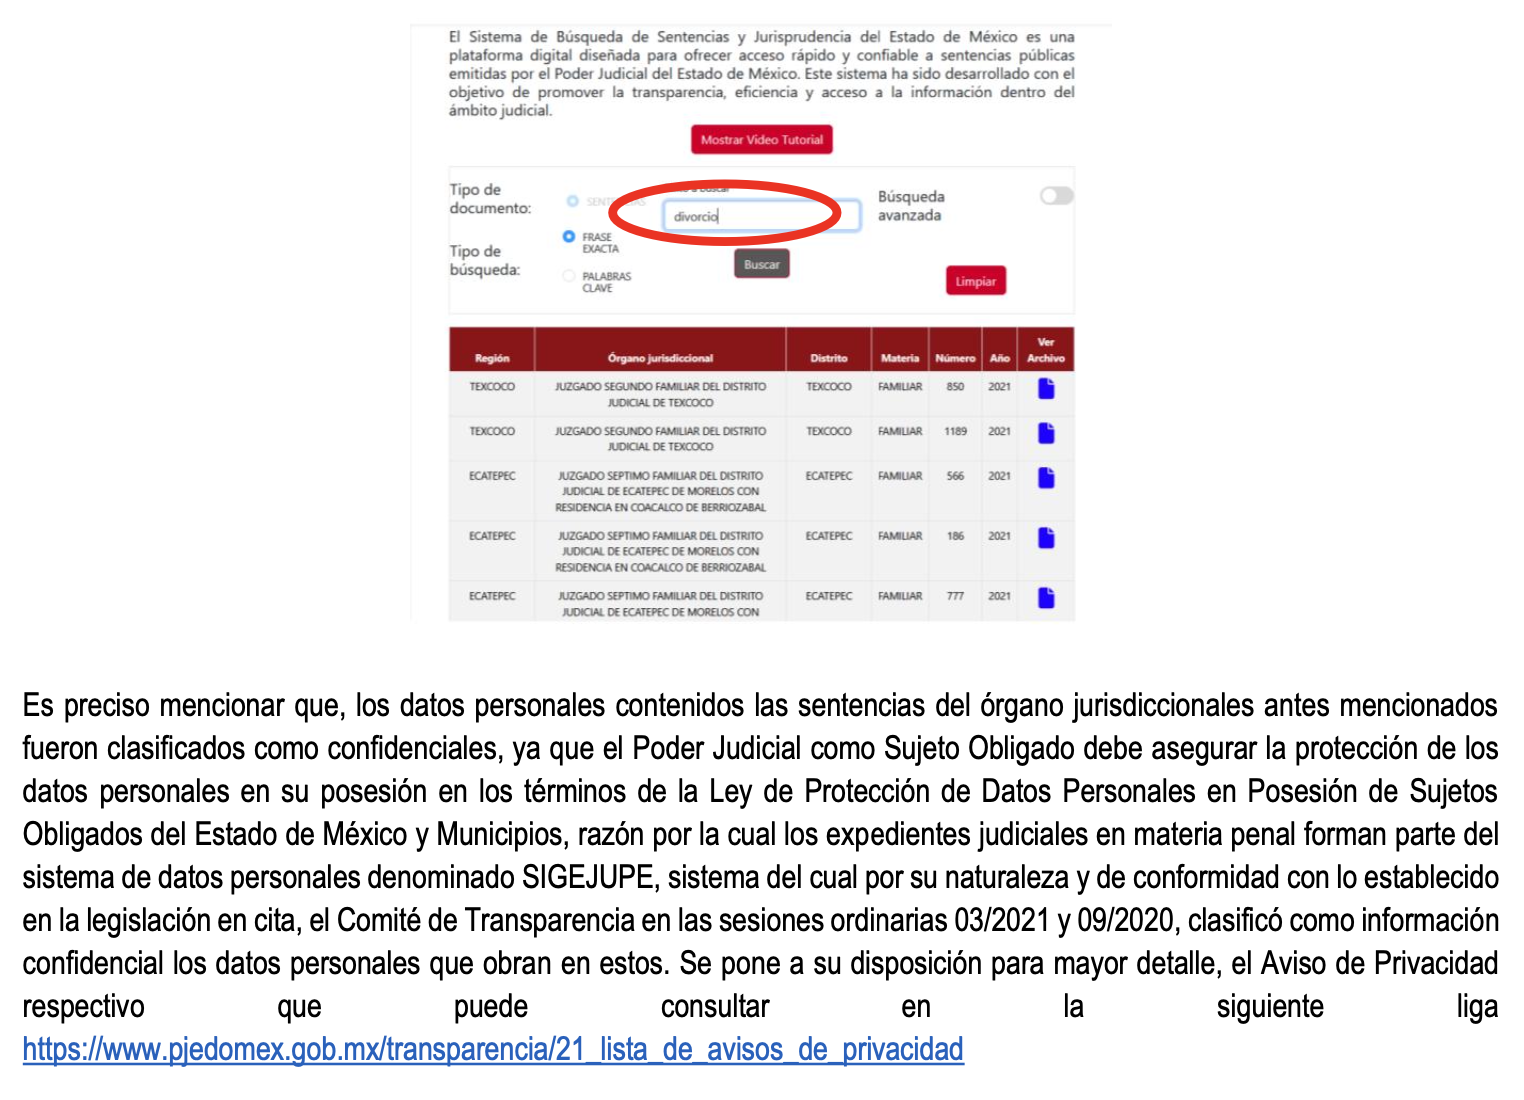 El Sistema de Búsqueda de Sentencias y Jurisprudencia del Estado de México es una
plataforma digital diseñada para ofrecer acceso rápido y confiable a sentencias públicas
emitidas por el Poder Judicial del Estado de México. Este sistema ha sido desarrollado con el
objetivo de promover la transparencia, eficiencia y acceso a la información dentro del
ámbito judicial.
Mostrar Video Tutorial
Tipo de
documento:
a buscar
divorcio
Búsqueda
avanzada
Tipo de
búsqueda:
FRASE
EXACTA
PALABRAS
CLAVE
Buscar
Limpiar
Región Órgano jurisdiccional Distrito Materia Número Año Ver
Archivo
TEXCOCO JUZGADO SEGUNDO FAMILIAR DEL DISTRITO TEXCOCO FAMILIAR 850 2021
JUDICIAL DE TEXCOCO
TEXCOCO JUZGADO SEGUNDO FAMILIAR DEL DISTRITO TEXCOCO FAMILIAR 1189 2021
JUDICIAL DE TEXCOCO
ECATEPEC JUZGADO SEPTIMO FAMILIAR DEL DISTRITO ECATEPEC FAMILIAR 566 2021
JUDICIAL DE ECATEPEC DE MORELOS CON
RESIDENCIA EN COACALCO DE BERRIOZABAL
ECATEPEC JUZGADO SEPTIMO FAMILIAR DEL DISTRITO ECATEPEC FAMILIAR 186 2021
JUDICIAL DE ECATEPEC DE MORELOS CON
RESIDENCIA EN COACALCO DE BERRIOZABAL
ECATEPEC JUZGADO SEPTIMO FAMILIAR DEL DISTRITO ECATEPEC FAMILIAR 777 2021
JUDICIAL DE ECATEPEC DE MORELOS CON
Es preciso mencionar que, los datos personales contenidos las sentencias del órgano jurisdiccionales antes mencionados
fueron clasificados como confidenciales, ya que el Poder Judicial como Sujeto Obligado debe asegurar la protección de los
datos personales en su posesión en los términos de la Ley de Protección de Datos Personales en Posesión de Sujetos
Obligados del Estado de México y Municipios, razón por la cual los expedientes judiciales en materia penal forman parte del
sistema de datos personales denominado SIGEJUPE, sistema del cual por su naturaleza y de conformidad con lo establecido
en la legislación en cita, el Comité de Transparencia en las sesiones ordinarias 03/2021 y 09/2020, clasificó como información
confidencial los datos personales que obran en estos. Se pone a su disposición para mayor detalle, el Aviso de Privacidad
respectivo que puede consultar en la siguiente liga
https://www.pjedomex.gob.mx/transparencia/21_lista_de_avisos_de_privacidad